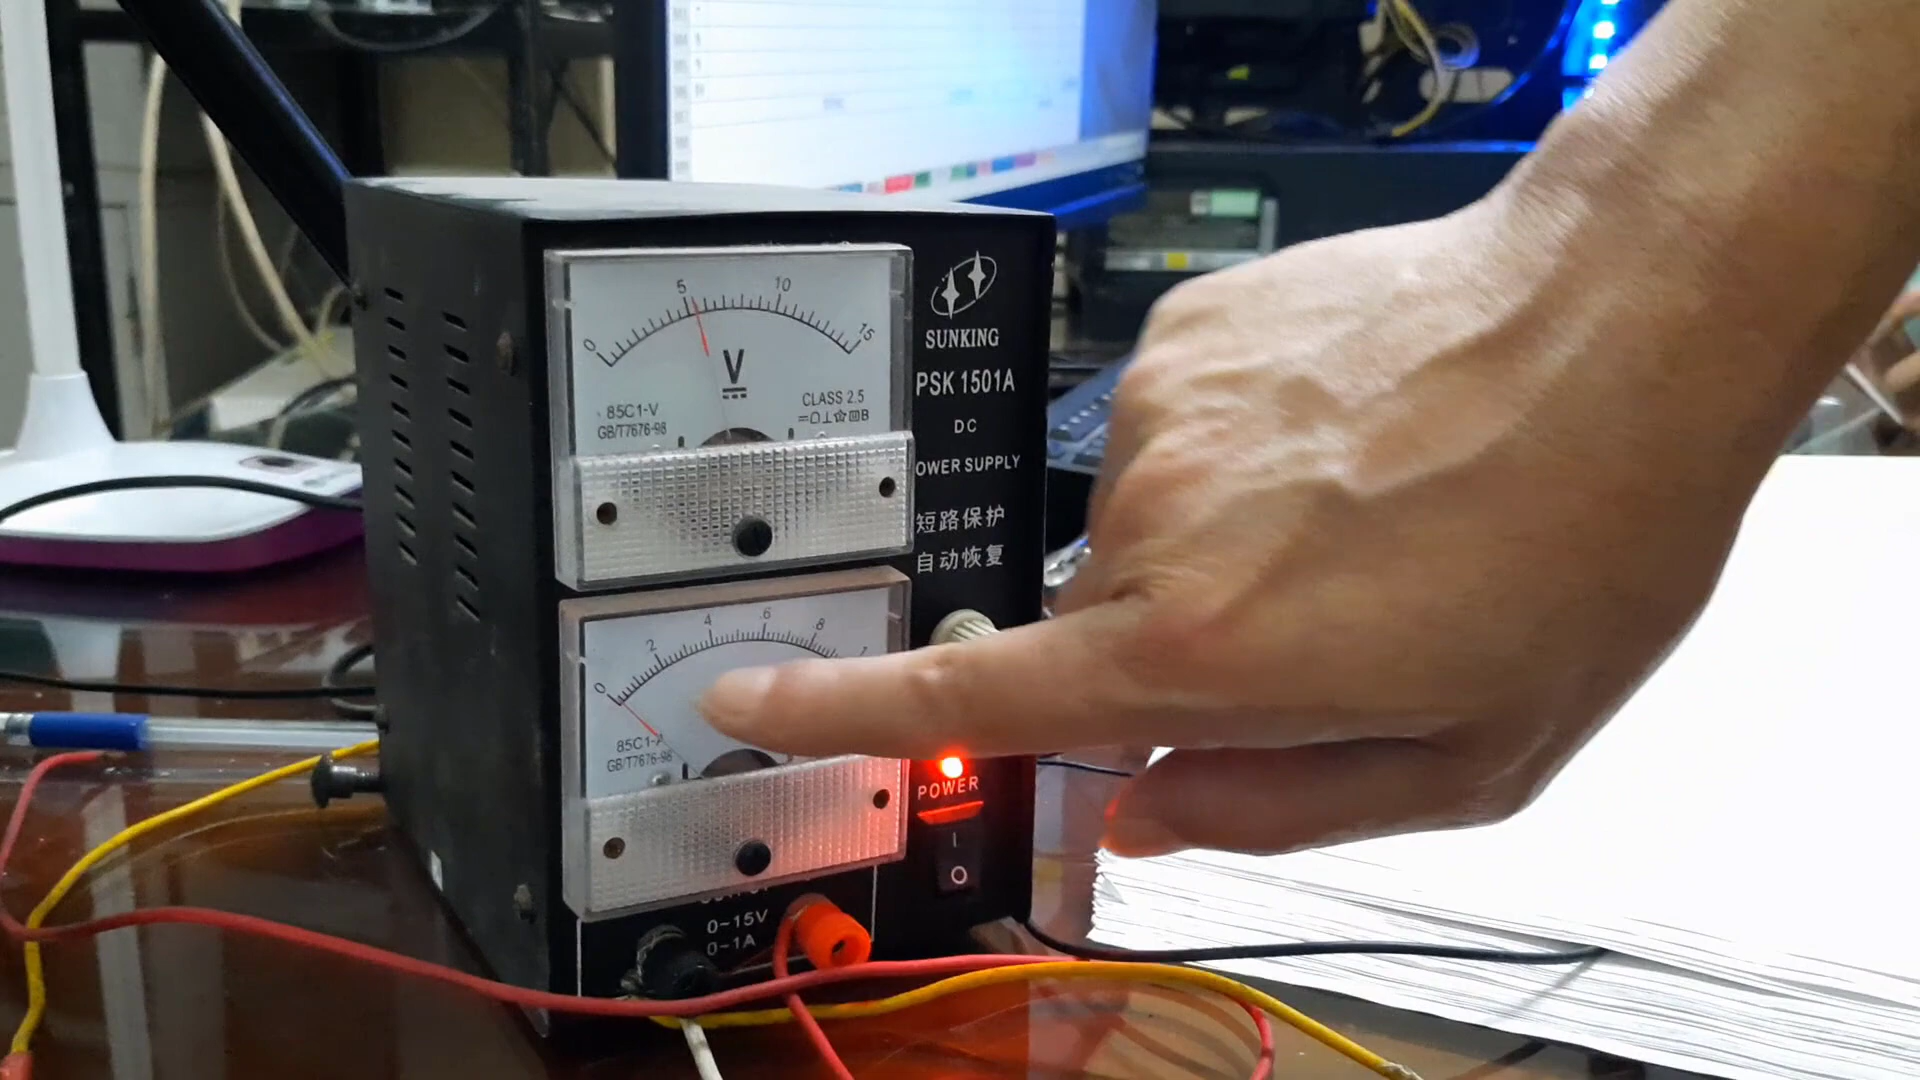 0 5 10 15
V
85C1-V
GB/T7676-98
CLASS 2.5
SUNKING
PSK 1501A
DC
OWER SUPPLY
短路保护
自动恢复
0 2 4 .6 .8 1
85C1-A
GB/T7676-98
POWER
I
O
0-15V
0-1A